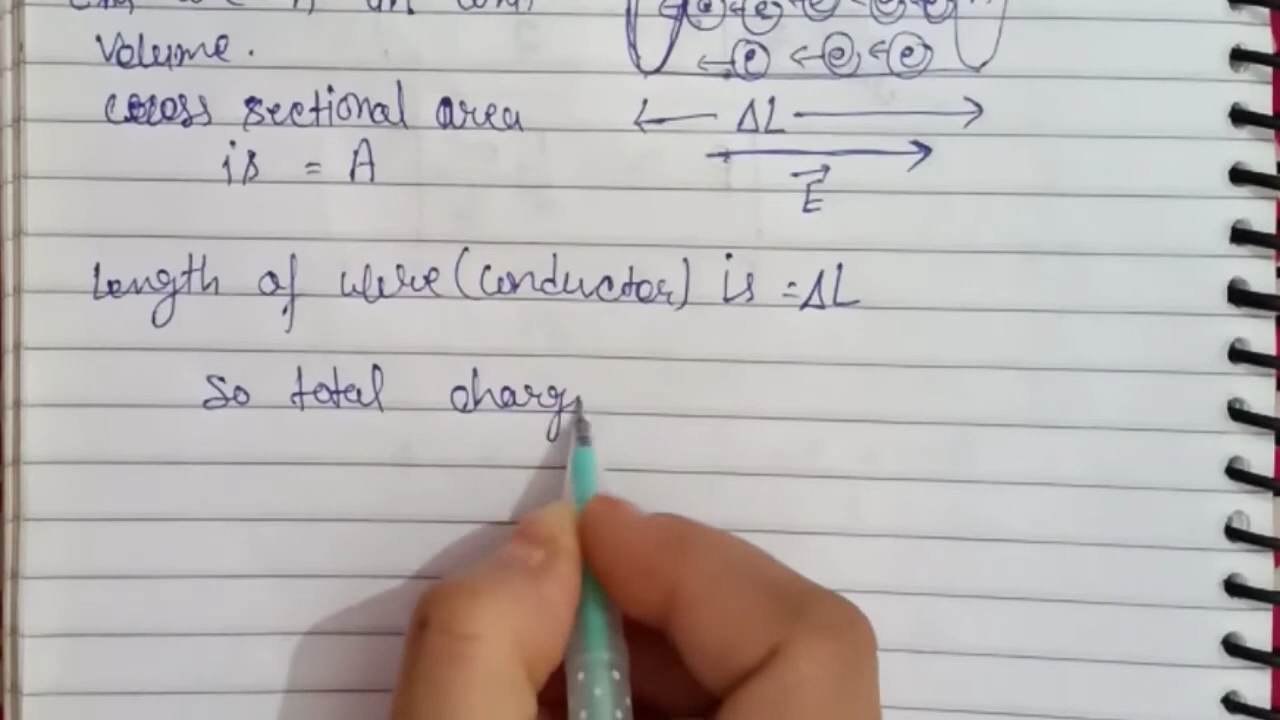 e e e e e
Volume.
e e e
cross sectional area
ΔL
is = A
E
Length of wire (conductor) is = ΔL
So total charg